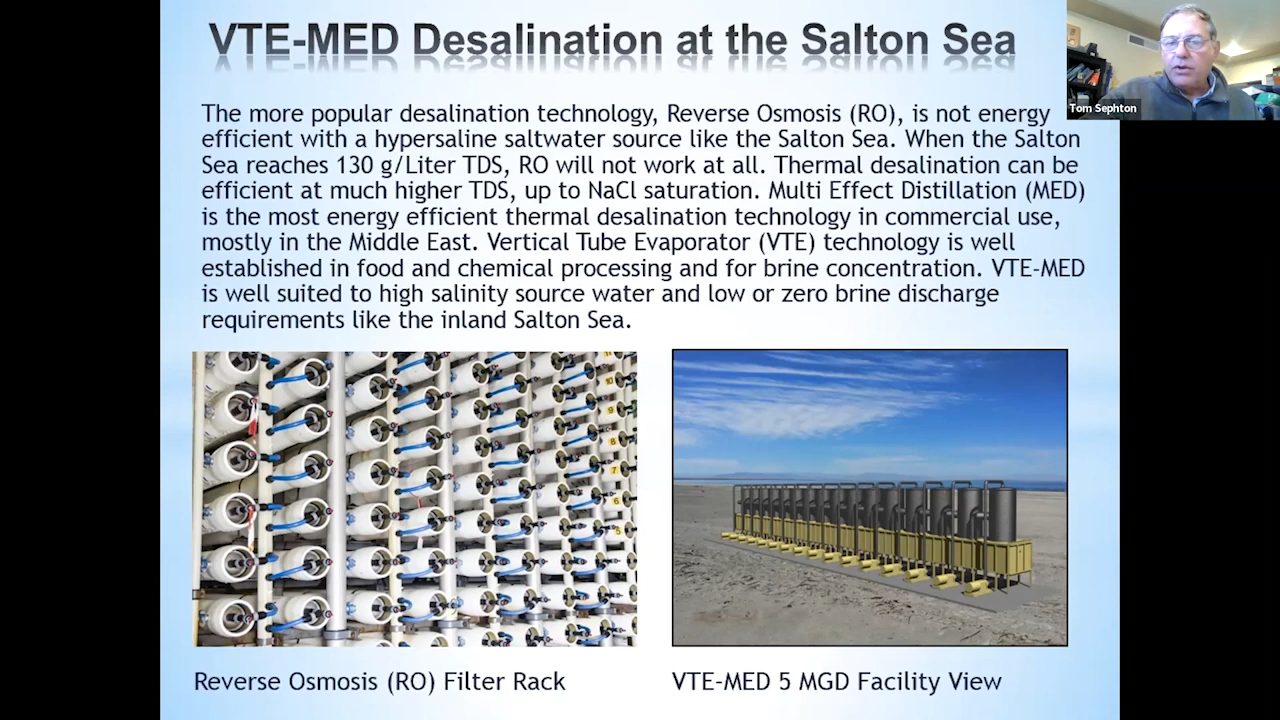 VTE-MED Desalination at the Salton Sea
Tom Sephton
The more popular desalination technology, Reverse Osmosis (RO), is not energy
efficient with a hypersaline saltwater source like the Salton Sea. When the Salton
Sea reaches 130 g/Liter TDS, RO will not work at all. Thermal desalination can be
efficient at much higher TDS, up to NaCl saturation. Multi Effect Distillation (MED)
is the most energy efficient thermal desalination technology in commercial use,
mostly in the Middle East. Vertical Tube Evaporator (VTE) technology is well
established in food and chemical processing and for brine concentration. VTE-MED
is well suited to high salinity source water and low or zero brine discharge
requirements like the inland Salton Sea.
10
9
8
7
6
5
Reverse Osmosis (RO) Filter Rack
VTE-MED 5 MGD Facility View